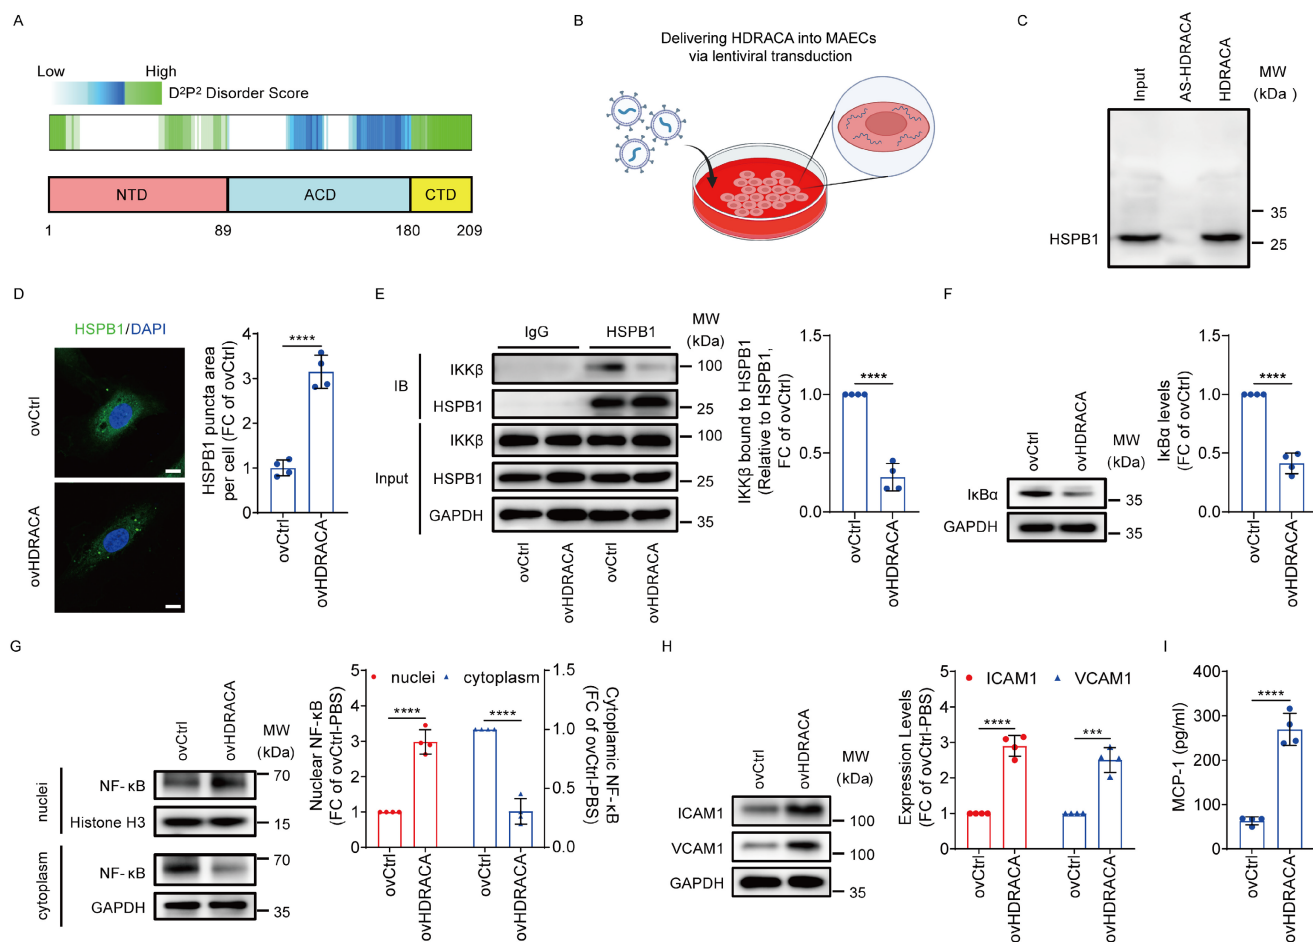 A
Low
High
D²P² Disorder Score
NTD
ACD
CTD
1
89
180
209
B
Delivering HDRACA into MAECs
via lentiviral transduction
C
Input
AS-HDRACA
HDRACA
MW
(kDa )
35
25
HSPB1
D
HSPB1/DAPI
ovCtrl
ovHDRACA
HSPB1 puncta area
per cell (FC of ovCtrl)
4
3
2
1
0
****
ovCtrl
ovHDRACA
E
IgG
HSPB1
MW
(kDa)
IB
IKKβ
100
HSPB1
25
Input
IKKβ
100
HSPB1
25
GAPDH
35
ovCtrl
ovHDRACA
ovCtrl
ovHDRACA
IKKβ bound to HSPB1
(Relative to HSPB1,
FC of ovCtrl)
1.5
1.0
0.5
0.0
****
ovCtrl
ovHDRACA
F
ovCtrl
ovHDRACA
MW
(kDa)
IκBα
35
GAPDH
35
IκBα levels
(FC of ovCtrl)
1.5
1.0
0.5
0.0
****
ovCtrl
ovHDRACA
G
ovCtrl
ovHDRACA
MW
(kDa)
nuclei
NF-κB
70
Histone H3
15
cytoplasm
NF-κB
70
GAPDH
35
Nuclear NF-κB
(FC of ovCtrl-PBS)
5
4
3
2
1
0
nuclei
cytoplasm
****
****
1.5
1.0
0.5
0.0
Cytoplamic NF-κB
(FC of ovCtrl-PBS)
ovCtrl
ovHDRACA
ovCtrl
ovHDRACA
H
ovCtrl
ovHDRACA
MW
(kDa)
ICAM1
100
VCAM1
100
GAPDH
35
Expression Levels
(FC of ovCtrl-PBS)
5
4
3
2
1
0
ICAM1
VCAM1
****
***
ovCtrl
ovHDRACA
ovCtrl
ovHDRACA
I
MCP-1 (pg/ml)
400
300
200
100
0
****
ovCtrl
ovHDRACA